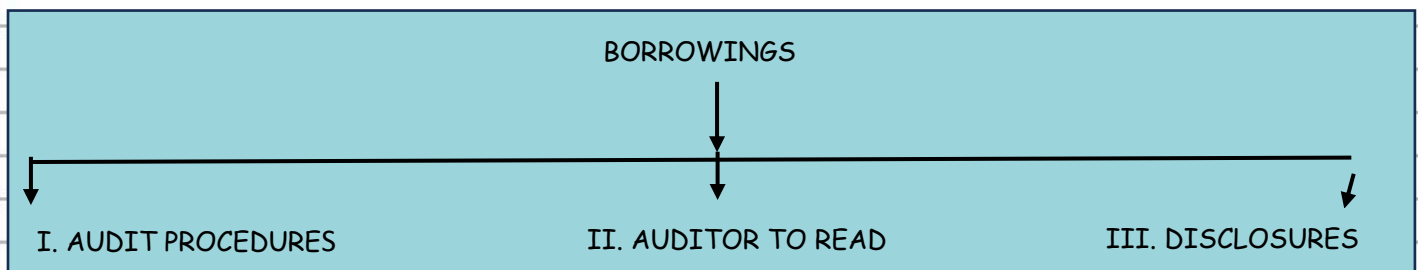 BORROWINGS
I. AUDIT PROCEDURES II. AUDITOR TO READ III. DISCLOSURES